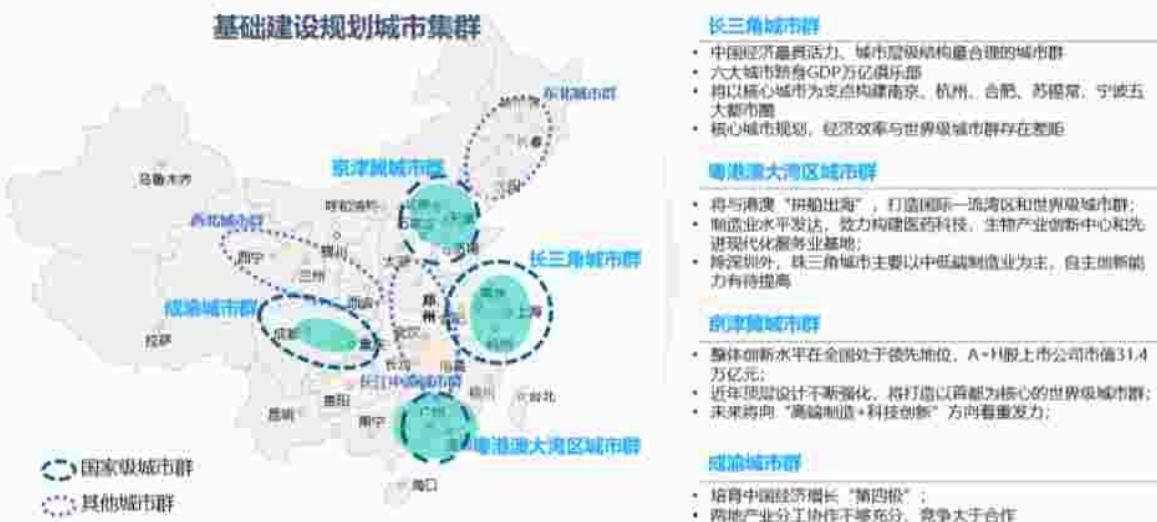 基础建设规划城市集群
东北城市群
长春
京津冀城市群
乌鲁木齐
呼和浩特
天津
西北城市群
银川
太原
西宁
兰州
长三角城市群
郑州
上海
成渝城市群
成都
重庆
武汉
拉萨
长沙
南昌
长江中游城市群
贵阳
福州
台北
昆明
南宁
广州
粤港澳大湾区城市群
海口
国家级城市群
其他城市群
长三角城市群
• 中国经济最具活力、城市层级结构最合理的城市群
• 六大城市跻身GDP万亿俱乐部
• 将以核心城市为支点构建南京、杭州、合肥、苏锡常、宁波五
大都市圈
• 核心城市规划、经济效率与世界级城市群存在差距
粤港澳大湾区城市群
• 将与港澳“拼船出海”，打造国际一流湾区和世界级城市群；
• 制造业水平发达，致力构建医药科技、生物产业创新中心和先
进现代化服务业基地；
• 除深圳外，珠三角城市主要以中低端制造业为主，自主创新能
力有待提高
京津冀城市群
• 整体创新水平在全国处于领先地位，A+H股上市公司市值31.4
万亿元；
• 近年顶层设计不断强化，将打造以首都为核心的世界级城市群；
• 未来将向“高端制造+科技创新”方向着重发力；
成渝城市群
• 培育中国经济增长“第四极”；
• 两地产业分工协作不够充分，竞争大于合作